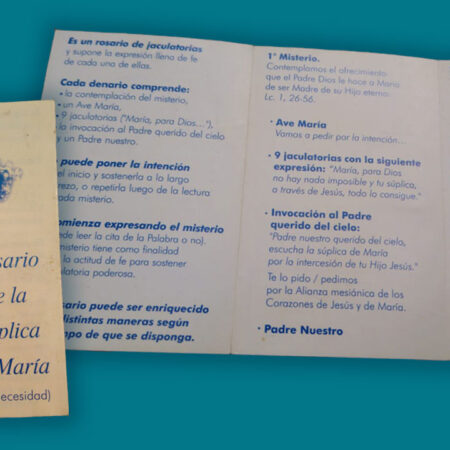 Es un rosario de jaculatorias
y supone la expresión llena de fe
de cada una de ellas.
Cada denario comprende:
• la contemplación del misterio,
• un Ave María,
• 9 jaculatorias ("María, para Dios..."),
la invocación al Padre querido del cielo
y un Padre nuestro.
puede poner la intención
el inicio y sostenerla a lo largo
rezo, o repetirla luego de la lectura
cada misterio.
comienza expresando el misterio
puede leer la cita de la Palabra o no).
misterio tiene como finalidad
la actitud de fe para sostener
culatoria poderosa.
sario puede ser enriquecido
distintas maneras según
mpo de que se disponga.
1° Misterio.
Contemplamos el ofrecimiento
que el Padre Dios le hace a María
de ser Madre de su Hijo eterno.
Lc. 1, 26-56.
• Ave María
Vamos a pedir por la intención...
• 9 jaculatorias con la siguiente
expresión: "María, para Dios
no hay nada imposible y tu súplica,
a través de Jesús, todo lo consigue."
• Invocación al Padre
querido del cielo:
"Padre nuestro querido del cielo,
escucha la súplica de María
por la intercesión de tu Hijo Jesús."
Te lo pido / pedimos
por la Alianza mesiánica de los
Corazones de Jesús y de María.
• Padre Nuestro
sario
e la
plica
María
ecesidad)